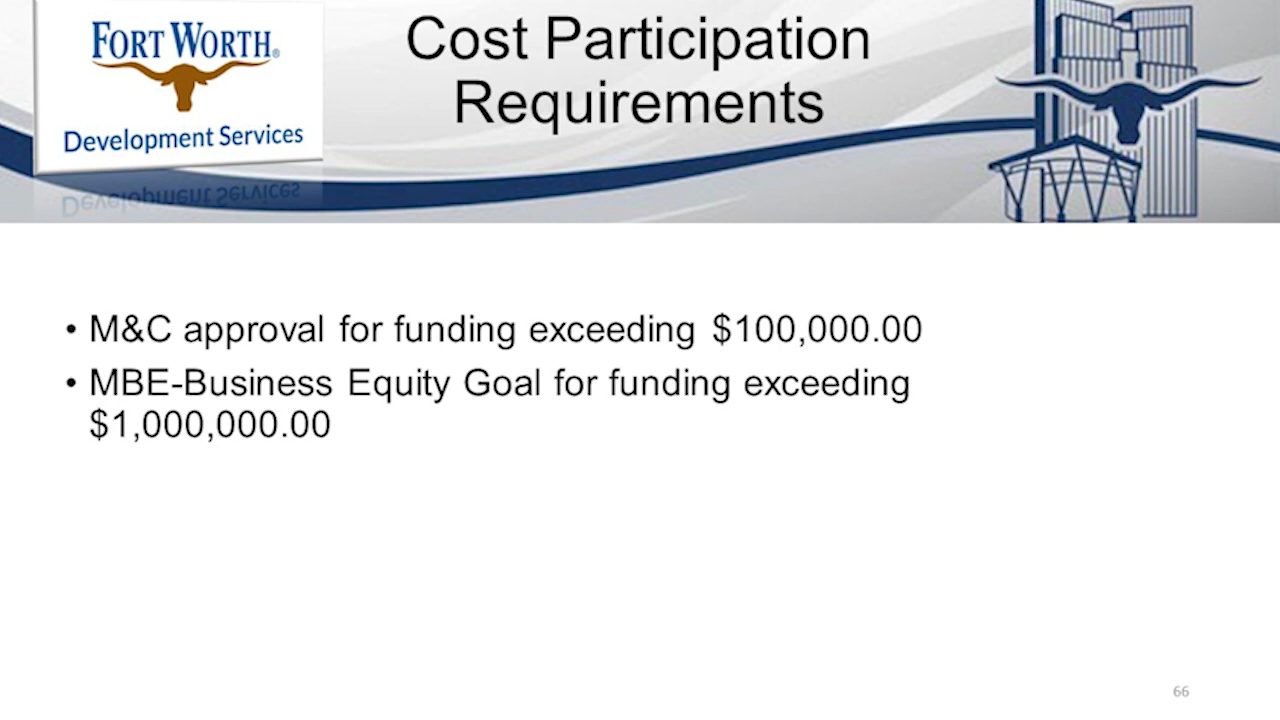 FORT WORTH®
Development Services
Cost Participation
Requirements
• M&C approval for funding exceeding $100,000.00
• MBE-Business Equity Goal for funding exceeding
$1,000,000.00
66